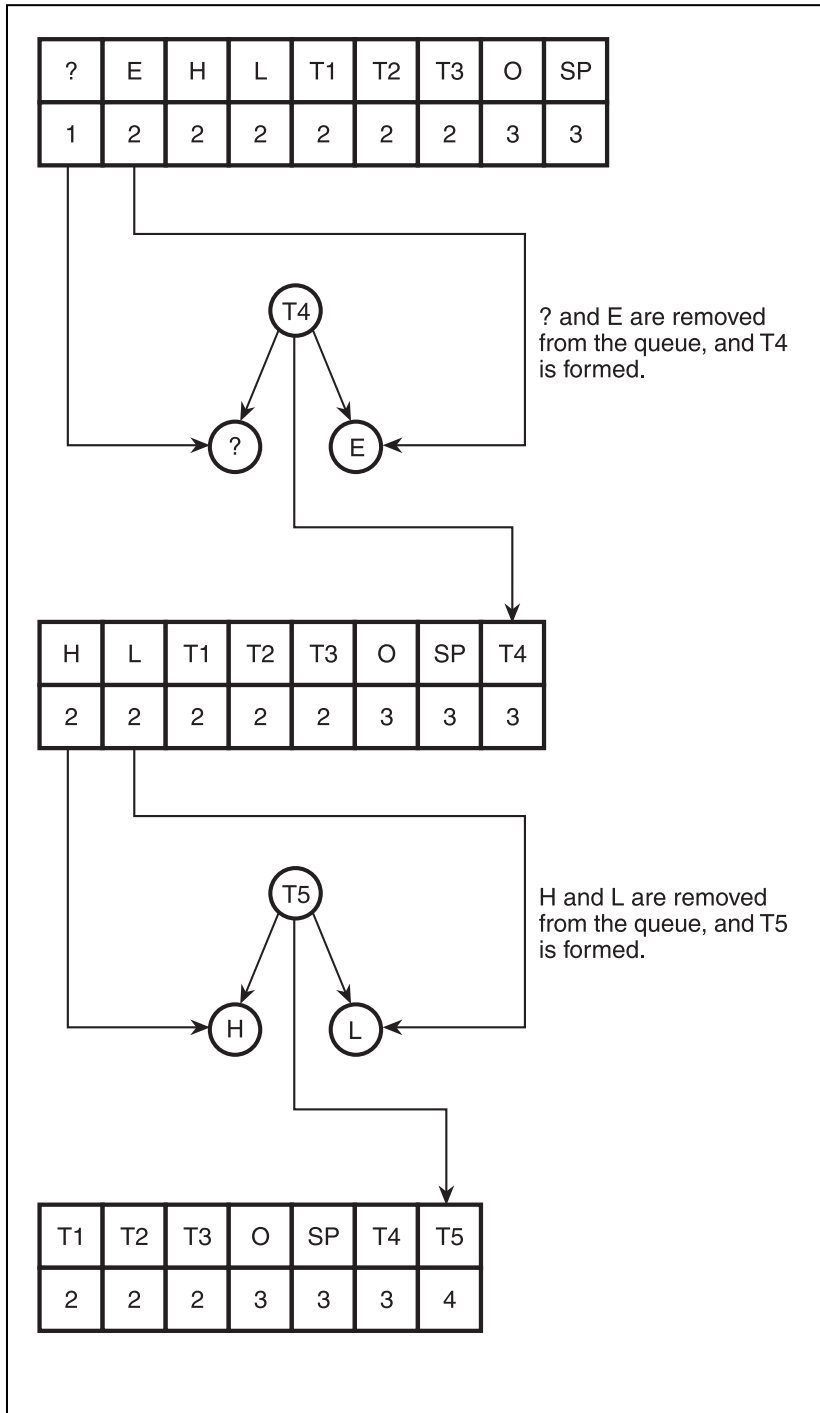 ? E H L T1 T2 T3 O SP
1 2 2 2 2 2 2 3 3
T4
? and E are removed
from the queue, and T4
is formed.
? E
H L T1 T2 T3 O SP T4
2 2 2 2 2 3 3 3
T5
H and L are removed
from the queue, and T5
is formed.
H L
T1 T2 T3 O SP T4 T5
2 2 2 3 3 3 4